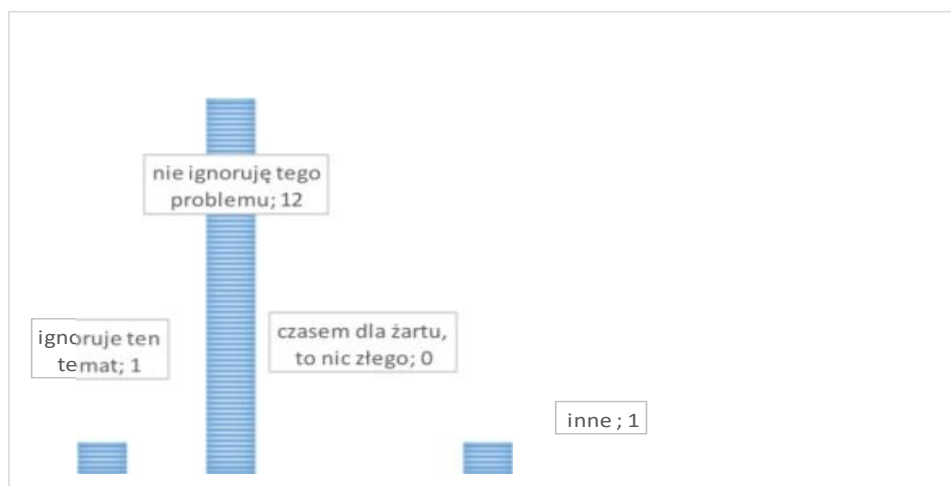 nie ignoruję tego
problemu; 12
ignoruje ten
temat; 1
czasem dla żartu,
to nic złego; 0
inne ; 1